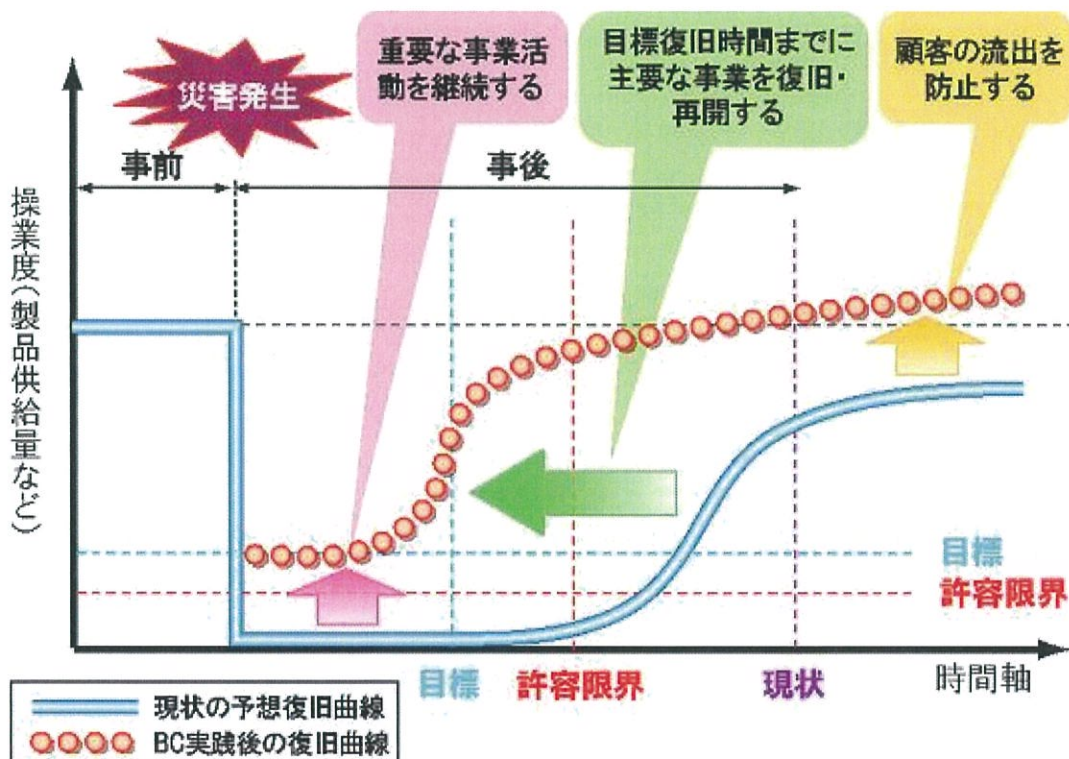 災害発生
重要な事業活
動を継続する
目標復旧時間までに
主要な事業を復旧・
再開する
顧客の流出を
防止する
事前
事後
操業度(製品供給量など)
目標
許容限界
目標
許容限界
現状
時間軸
現状の予想復旧曲線
BC実践後の復旧曲線